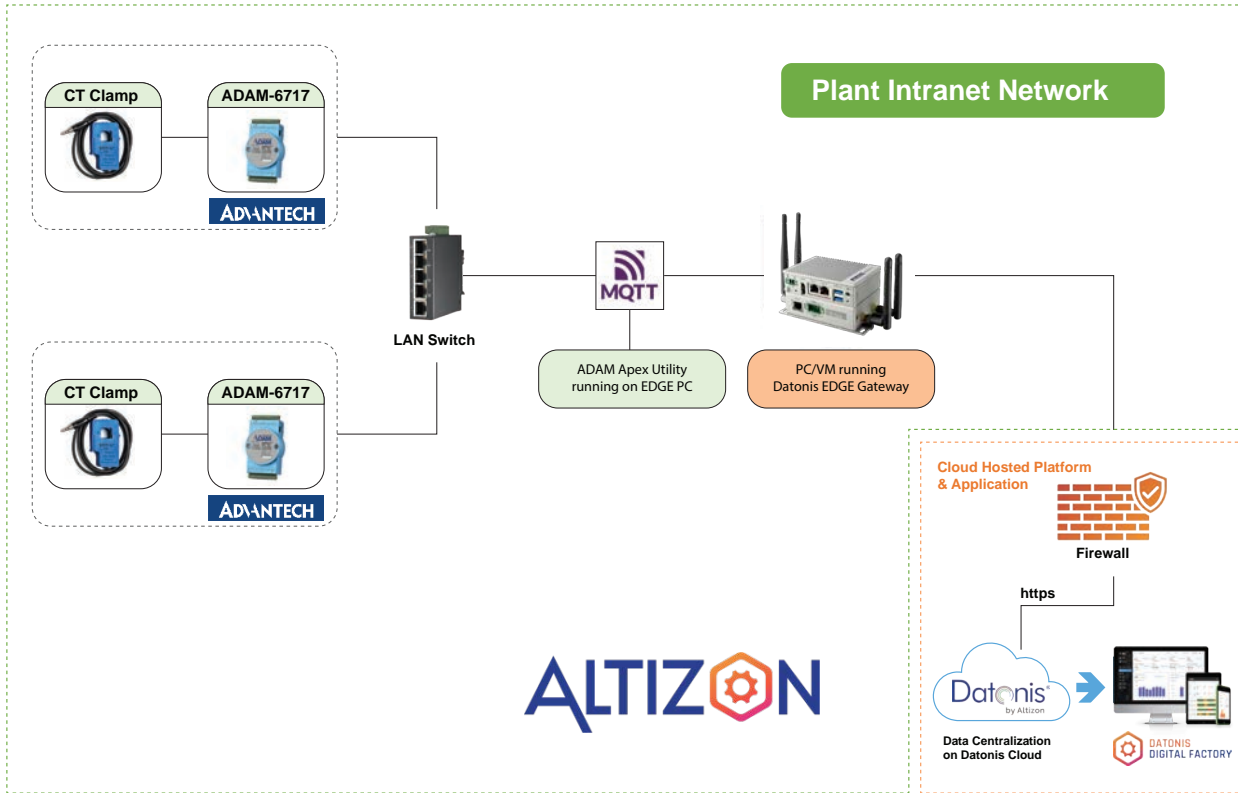 Plant Intranet Network
CT Clamp
ADAM-6717
ADVANTECH
LAN Switch
MQTT
ADAM Apex Utility
running on EDGE PC
PC/VM running
Datonis EDGE Gateway
CT Clamp
ADAM-6717
ADVANTECH
Cloud Hosted Platform
& Application
Firewall
https
ALTIZON
Datonis®
by Altizon
Data Centralization
on Datonis Cloud
DATONIS
DIGITAL FACTORY